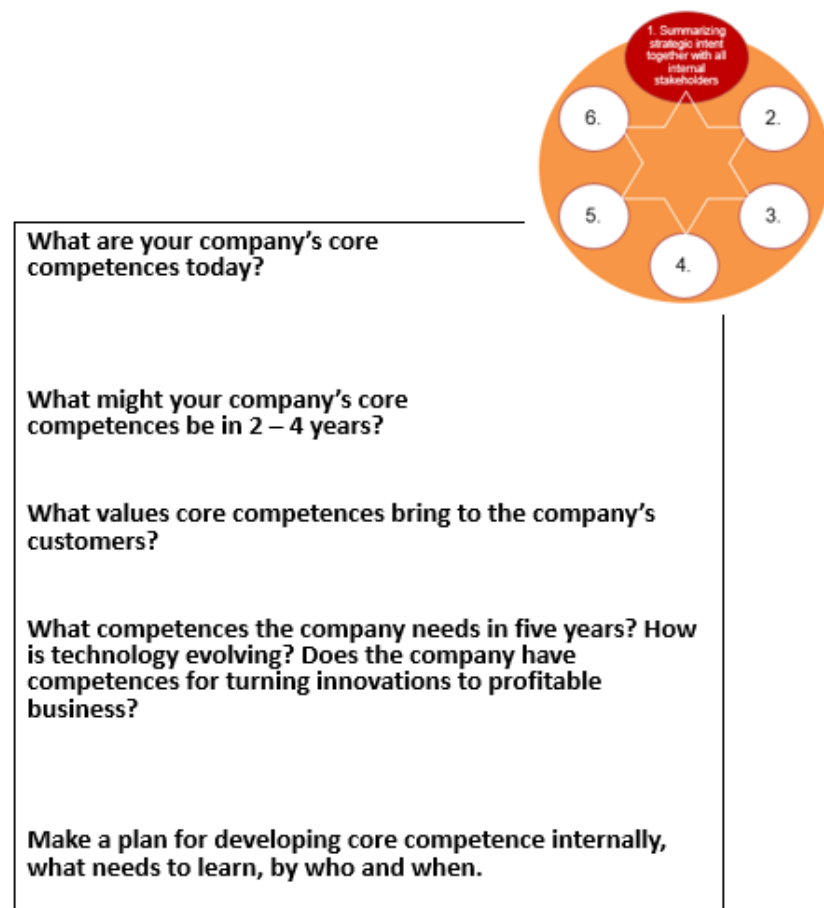 1. Summarizing
strategic intent
together with all
internal
stakeholders
6.
2.
5.
3.
4.
What are your company’s core
competences today?
What might your company’s core
competences be in 2 – 4 years?
What values core competences bring to the company’s
customers?
What competences the company needs in five years? How
is technology evolving? Does the company have
competences for turning innovations to profitable
business?
Make a plan for developing core competence internally,
what needs to learn, by who and when.